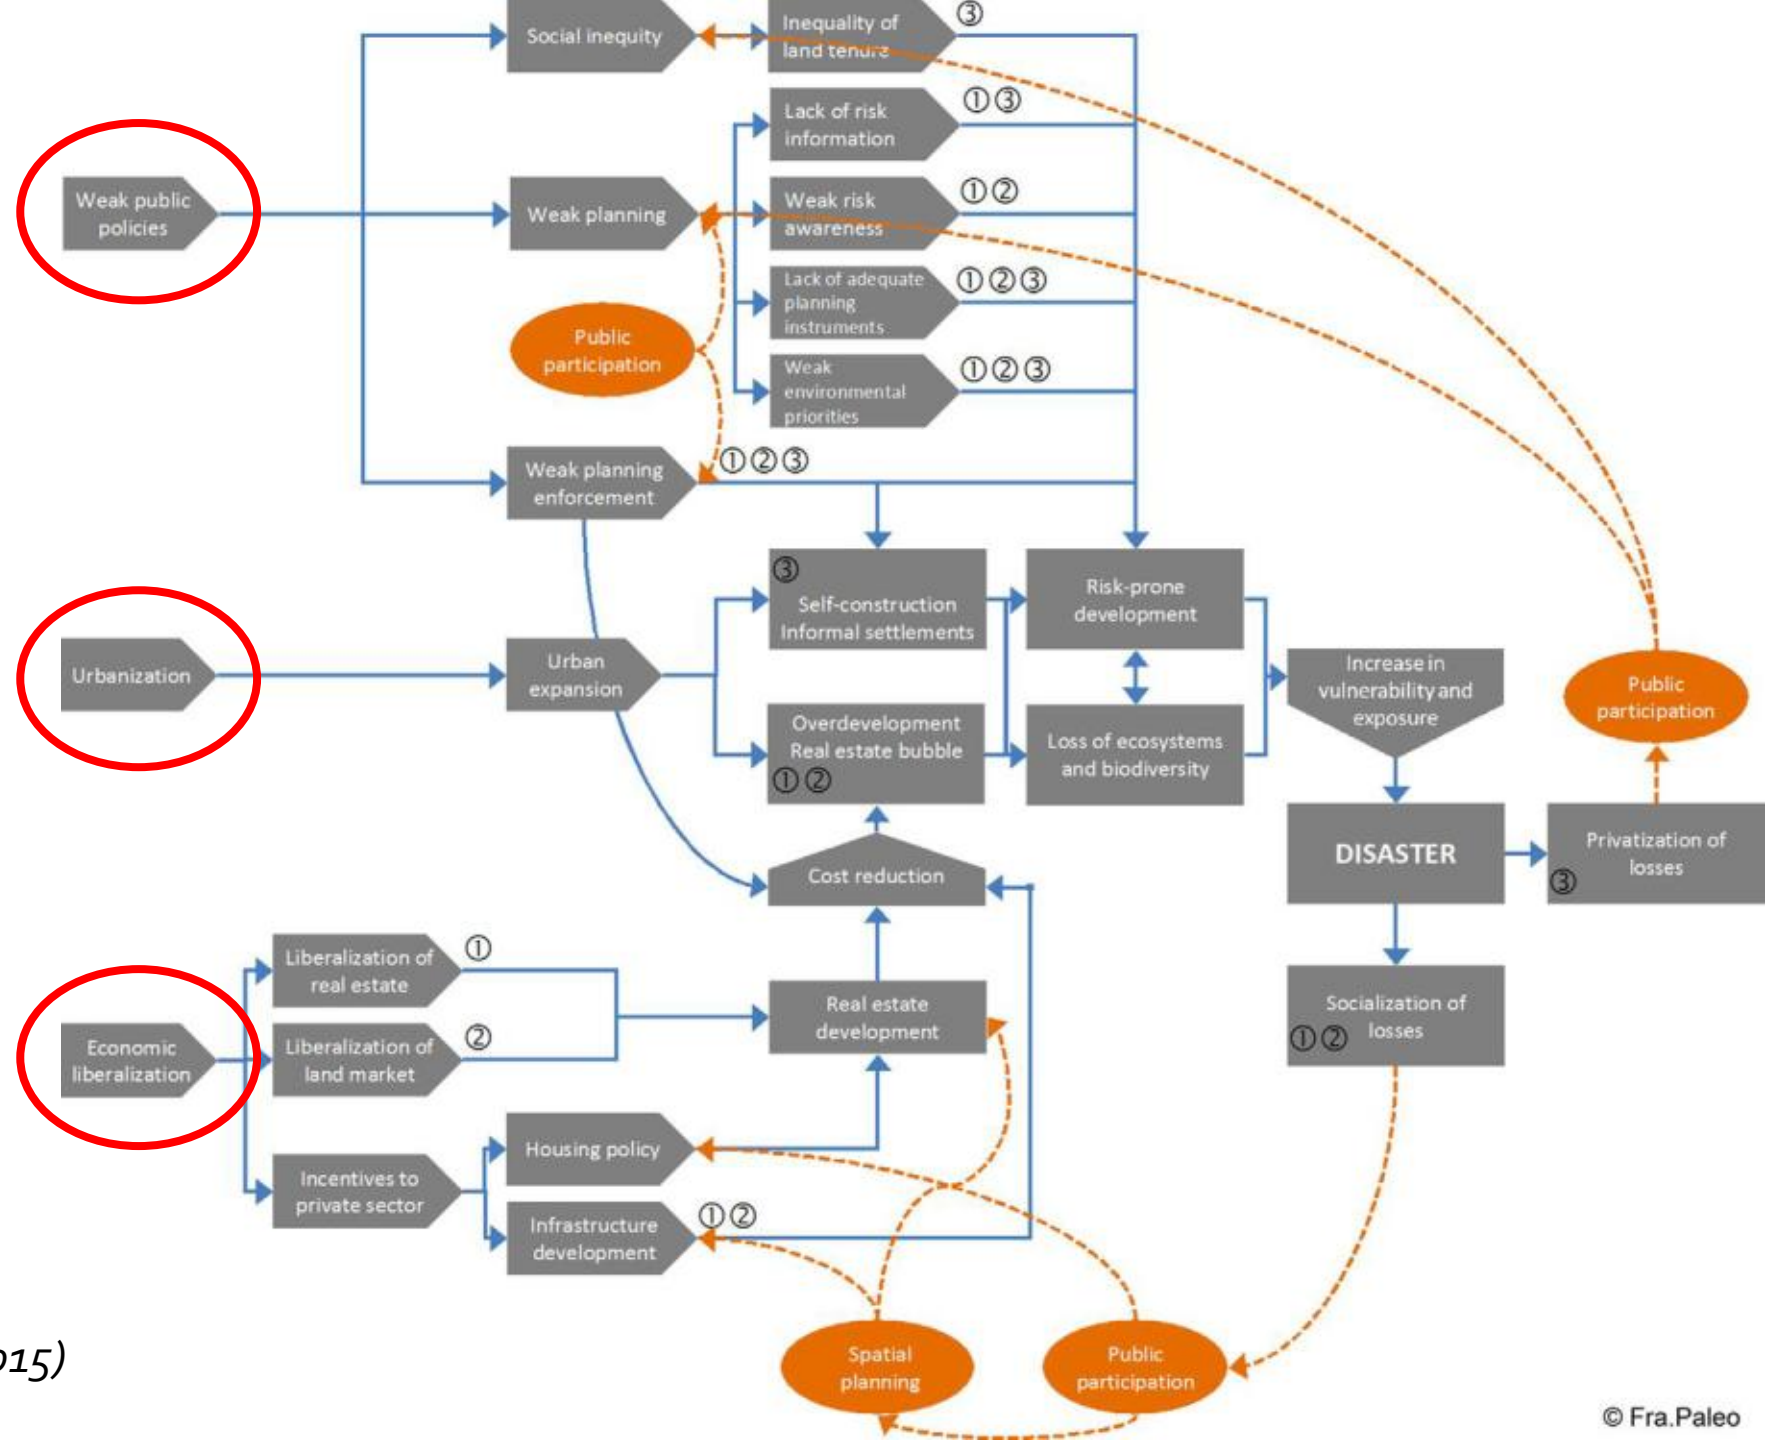 Social inequity
Inequality of
land tenure
③
Lack of risk
information
①③
Weak public
policies
Weak planning
Weak risk
awareness
①②
Lack of adequate
planning
instruments
①②③
Public
participation
Weak
environmental
priorities
①②③
Weak planning
enforcement
①②③
③
Self-construction
Informal settlements
Risk-prone
development
Urbanization
Urban
expansion
Increase in
vulnerability and
exposure
Public
participation
Overdevelopment
Real estate bubble
①②
Loss of ecosystems
and biodiversity
Cost reduction
DISASTER
Privatization of
losses
③
Liberalization of
real estate
①
Economic
liberalization
Liberalization of
land market
②
Real estate
development
Socialization of
losses
①②
Incentives to
private sector
Housing policy
Infrastructure
development
①②
Spatial
planning
Public
participation
015)
© Fra.Paleo